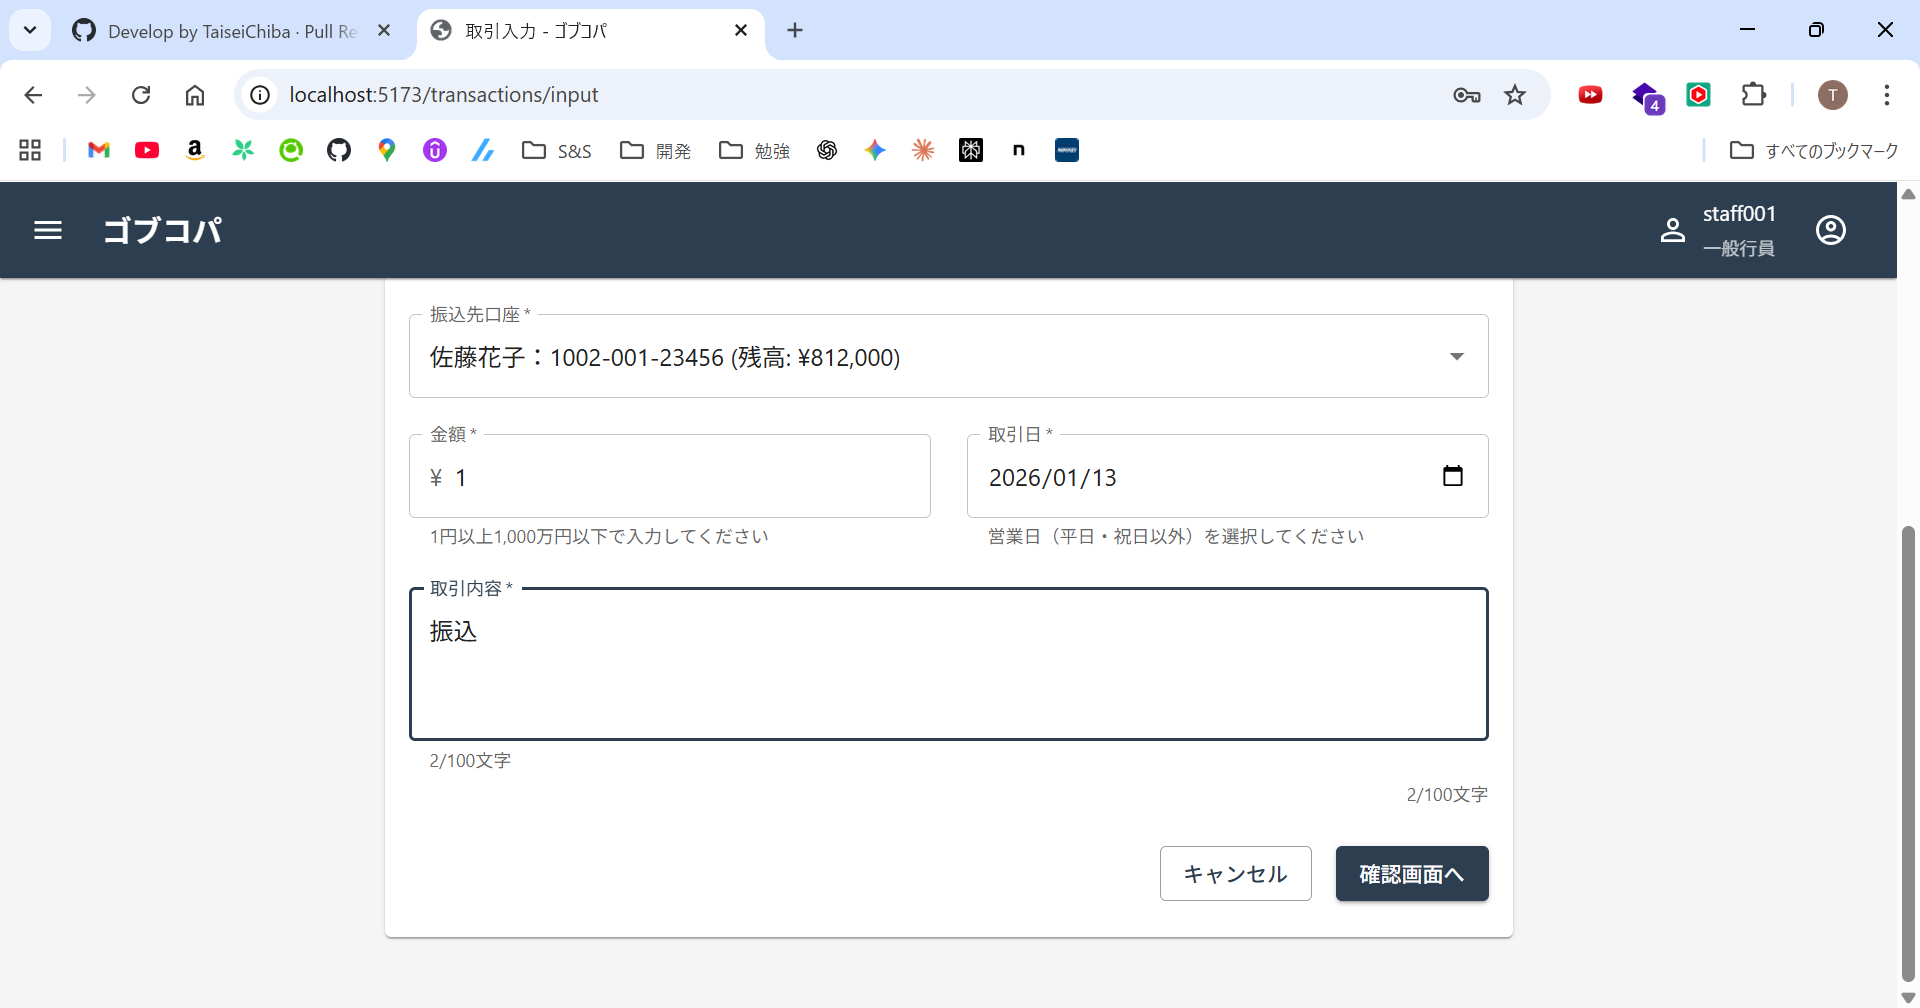 Develop by TaiseiChiba · Pull Re
取引入力 - ゴブコパ
localhost:5173/transactions/input
4
T
S&S
開発
勉強
すべてのブックマーク
ゴブコパ
staff001
一般行員
振込先口座 *
佐藤花子：1002-001-23456 (残高: ¥812,000)
金額 *
¥ 1
1円以上1,000万円以下で入力してください
取引日 *
2026/01/13
営業日（平日・祝日以外）を選択してください
取引内容 *
振込
2/100文字
2/100文字
キャンセル
確認画面へ